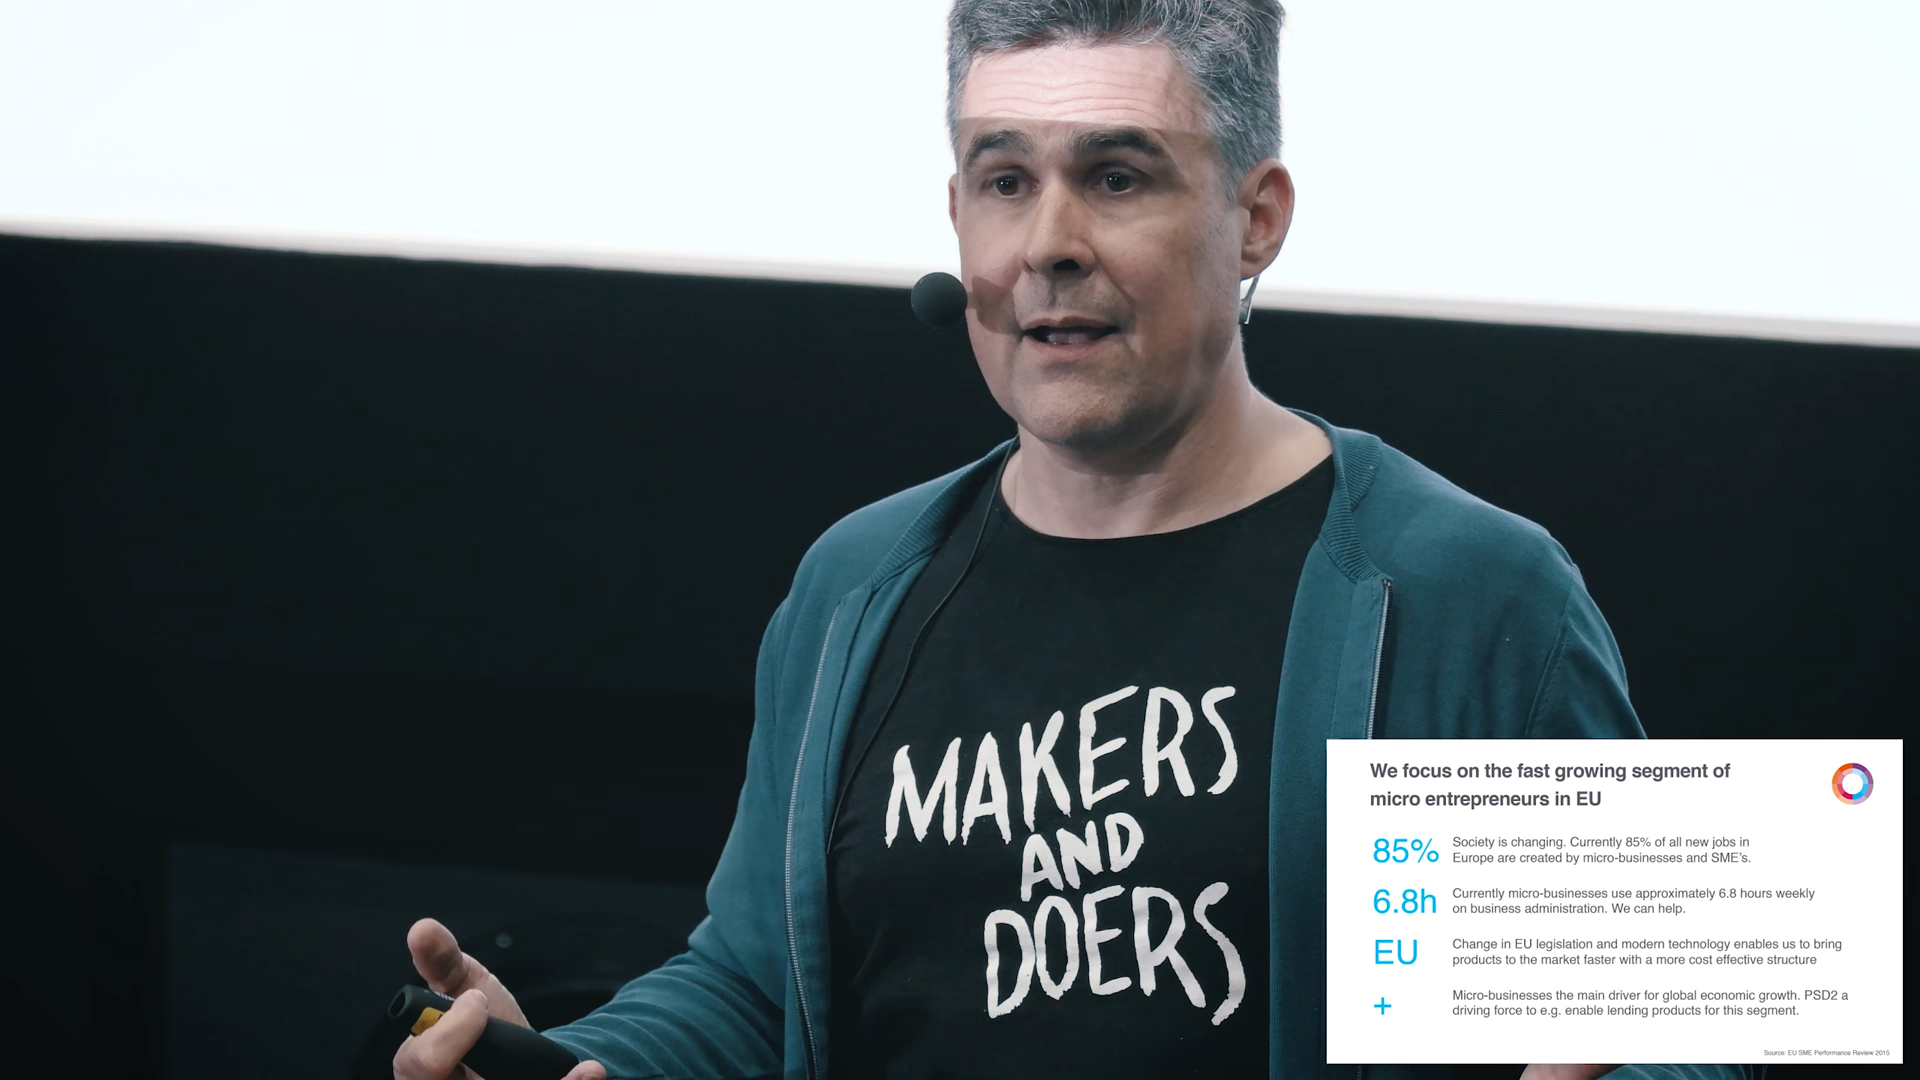 MAKERS
AND
DOERS
We focus on the fast growing segment of
micro entrepreneurs in EU
85%
Society is changing. Currently 85% of all new jobs in
Europe are created by micro-businesses and SME's.
6.8h
Currently micro-businesses use approximately 6.8 hours weekly
on business administration. We can help.
EU
Change in EU legislation and modern technology enables us to bring
products to the market faster with a more cost effective structure
+
Micro-businesses the main driver for global economic growth. PSD2 a
driving force to e.g. enable lending products for this segment.
Source: EU SME Performance Review 2015